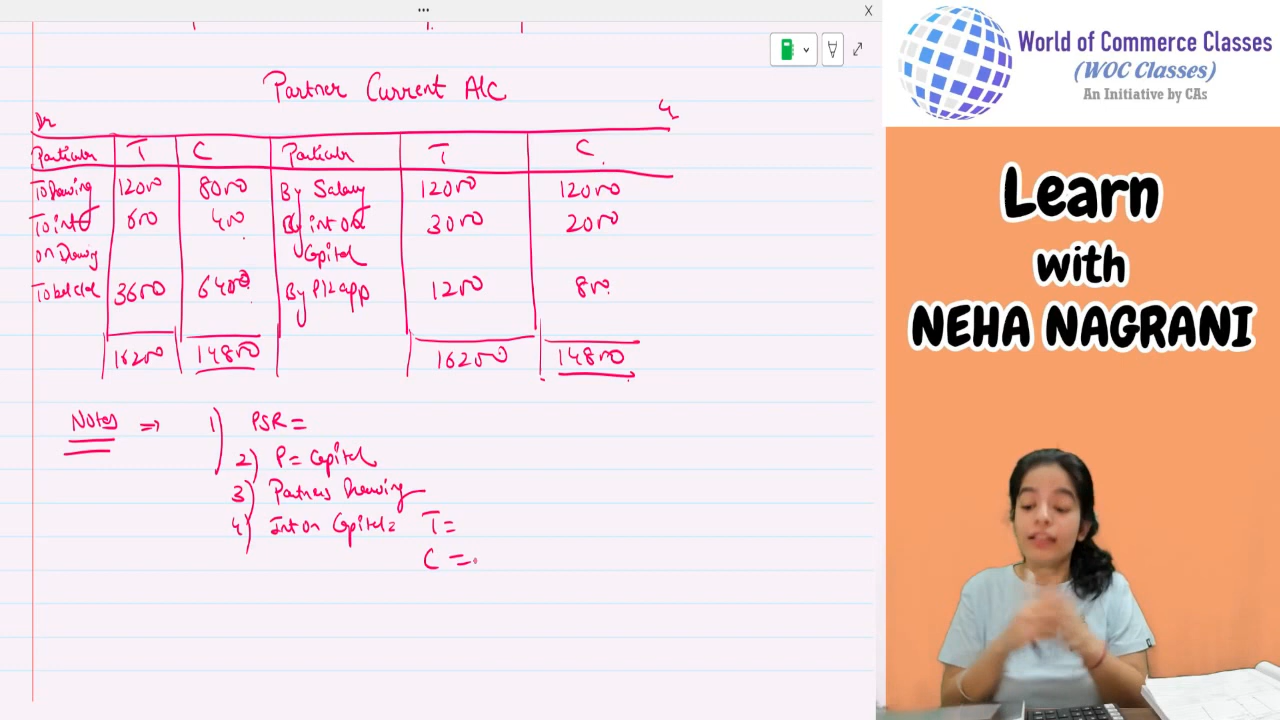 World of Commerce Classes
(WOC Classes)
An Initiative by CAs
Learn
with
NEHA NAGRANI
Partner Current A/C
Dr Cr
Particular T C Particular T C
To Drawing 12000 8000 By Salary 12000 12000
To int 600 400 By int on 3000 2000
on Drawing Capital
To bal c/d 3600 6400 By P/L app 1200 800
16200 14800 16200 14800
Notes ⇒ 1) PSR =
2) P = Capital
3) Partners Drawing
4) Int on Capital = T =
C =